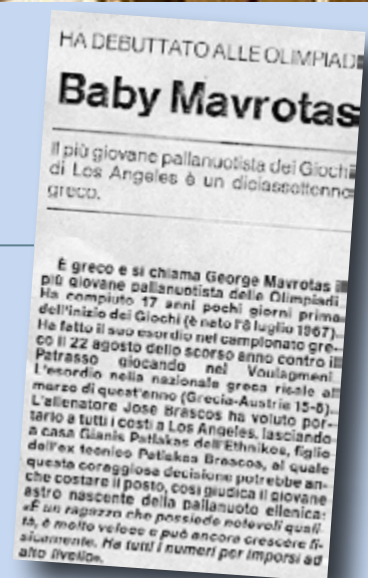 HA DEBUTTATO ALLE OLIMPIADI
Baby Mavrotas
Il più giovane pallanuotista dei Giochi
di Los Angeles è un diciassettenne
greco.
È greco e si chiama George Mavrotas il
più giovane pallanuotista delle Olimpiadi.
Ha compiuto 17 anni pochi giorni prima
dell'inizio dei Giochi (è nato l'8 luglio 1967).
Ha fatto il suo esordio nel campionato gre-
co il 22 agosto dello scorso anno contro il
Patrasso giocando nel Voulagmeni.
L'esordio nella nazionale greca risale al
marzo di quest'anno (Grecia-Austria 15-6).
L'allenatore José Brascos ha voluto por-
tarlo a tutti i costi a Los Angeles, lasciando
a casa Gianis Patlakas dell'Ethnikos, figlio
dell'ex tecnico Patlakas Brascos, al quale
questa coraggiosa decisione potrebbe an-
che costare il posto, così giudica il giovane
astro nascente della pallanuoto ellenica:
«È un ragazzo che possiede notevoli quali-
tà, è molto veloce e può ancora crescere fi-
sicamente. Ha tutti i numeri per imporsi ad
alto livello».